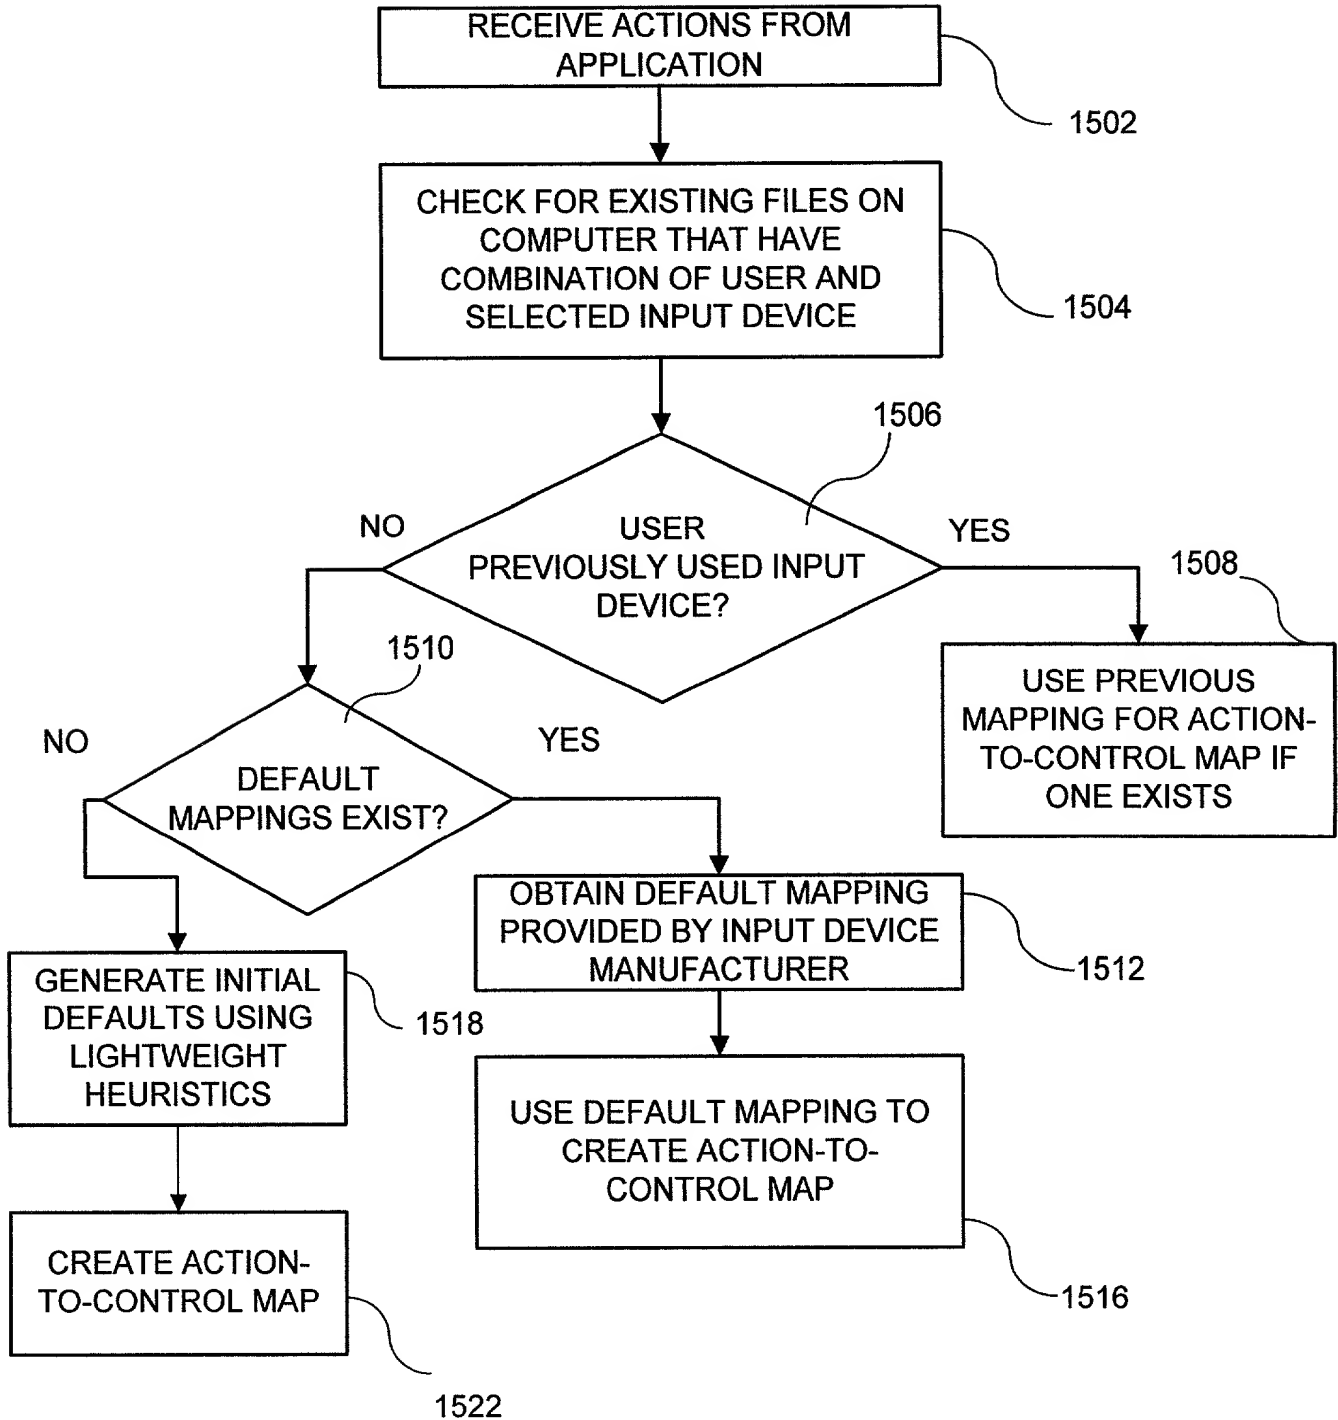 RECEIVE ACTIONS FROM
APPLICATION
1502
CHECK FOR EXISTING FILES ON
COMPUTER THAT HAVE
COMBINATION OF USER AND
SELECTED INPUT DEVICE
1504
1506
NO
USER
PREVIOUSLY USED INPUT
DEVICE?
YES
1508
USE PREVIOUS
MAPPING FOR ACTION-
TO-CONTROL MAP IF
ONE EXISTS
1510
NO
DEFAULT
MAPPINGS EXIST?
YES
OBTAIN DEFAULT MAPPING
PROVIDED BY INPUT DEVICE
MANUFACTURER
1512
GENERATE INITIAL
DEFAULTS USING
LIGHTWEIGHT
HEURISTICS
1518
USE DEFAULT MAPPING TO
CREATE ACTION-TO-
CONTROL MAP
1516
CREATE ACTION-
TO-CONTROL MAP
1522